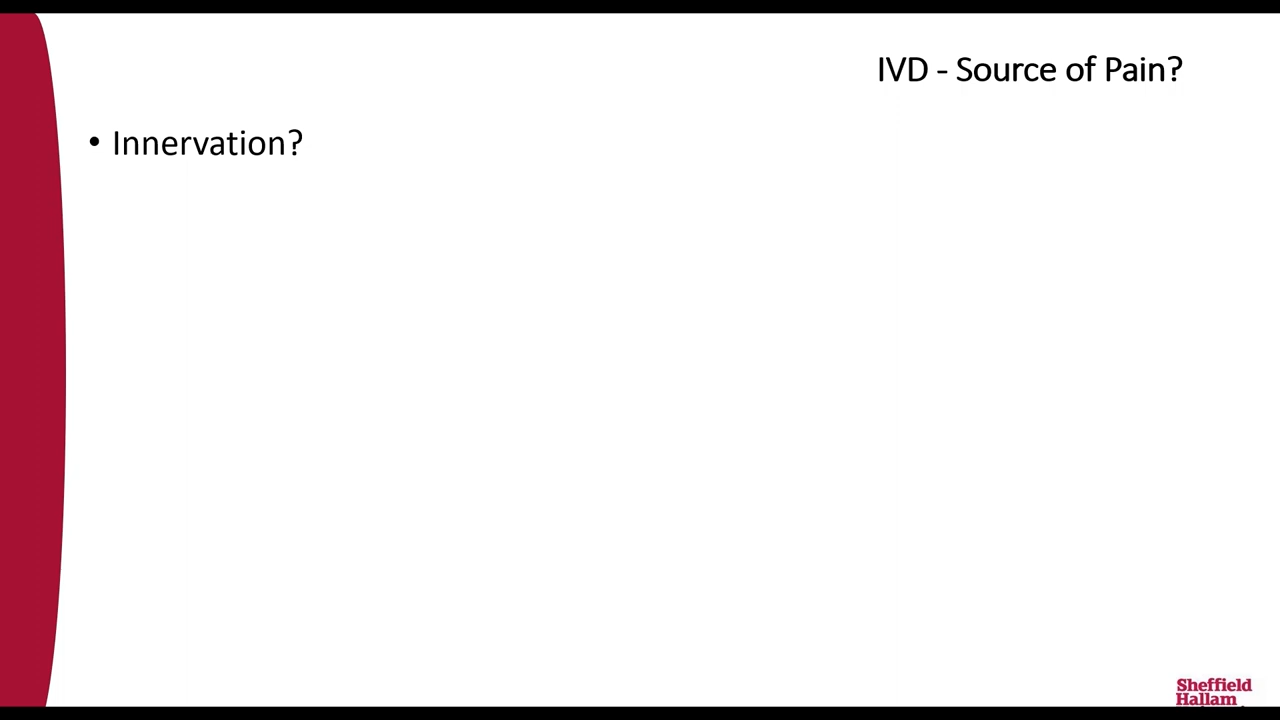 IVD - Source of Pain?
• Innervation?
Sheffield
Hallam